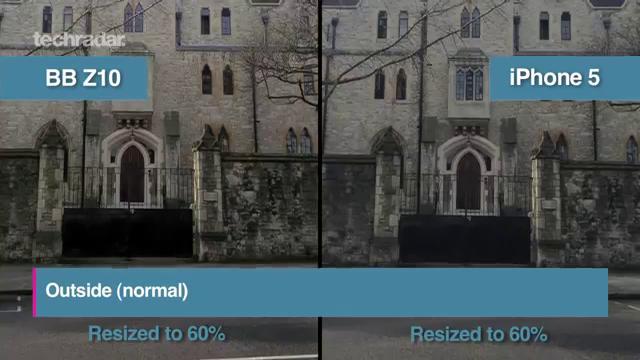 techradar.
BB Z10
iPhone 5
Outside (normal)
Resized to 60%
Resized to 60%